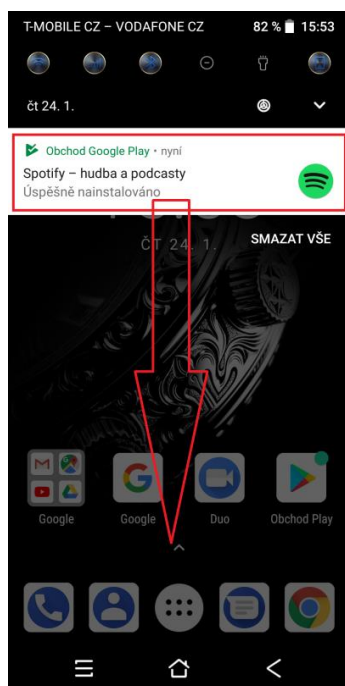 T-MOBILE CZ – VODAFONE CZ 82 % 15:53
čt 24. 1.
Obchod Google Play • nyní
Spotify – hudba a podcasty
Úspěšně nainstalováno
ČT 24. 1.
SMAZAT VŠE
Google Google Duo Obchod Play